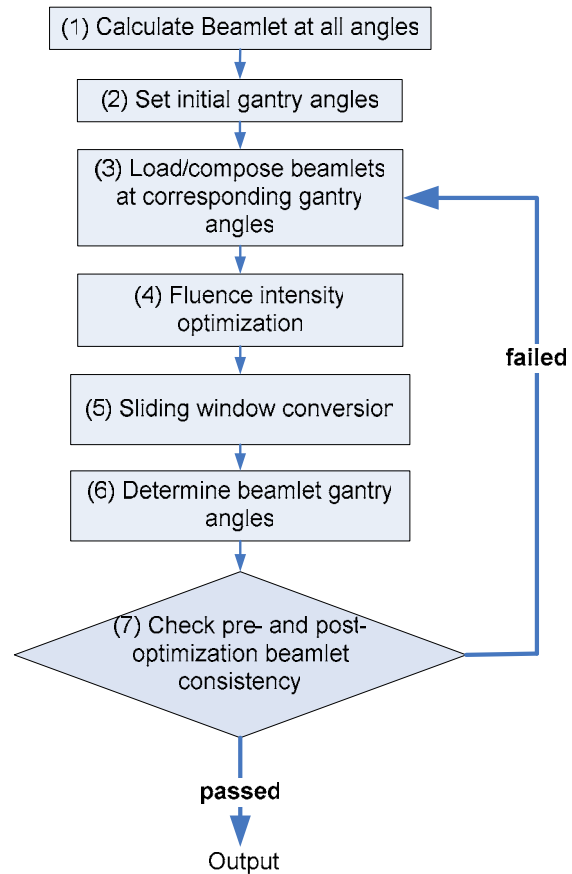 (1) Calculate Beamlet at all angles
(2) Set initial gantry angles
(3) Load/compose beamlets
at corresponding gantry
angles
(4) Fluence intensity
optimization
failed
(5) Sliding window conversion
(6) Determine beamlet gantry
angles
(7) Check pre- and post-
optimization beamlet
consistency
passed
Output